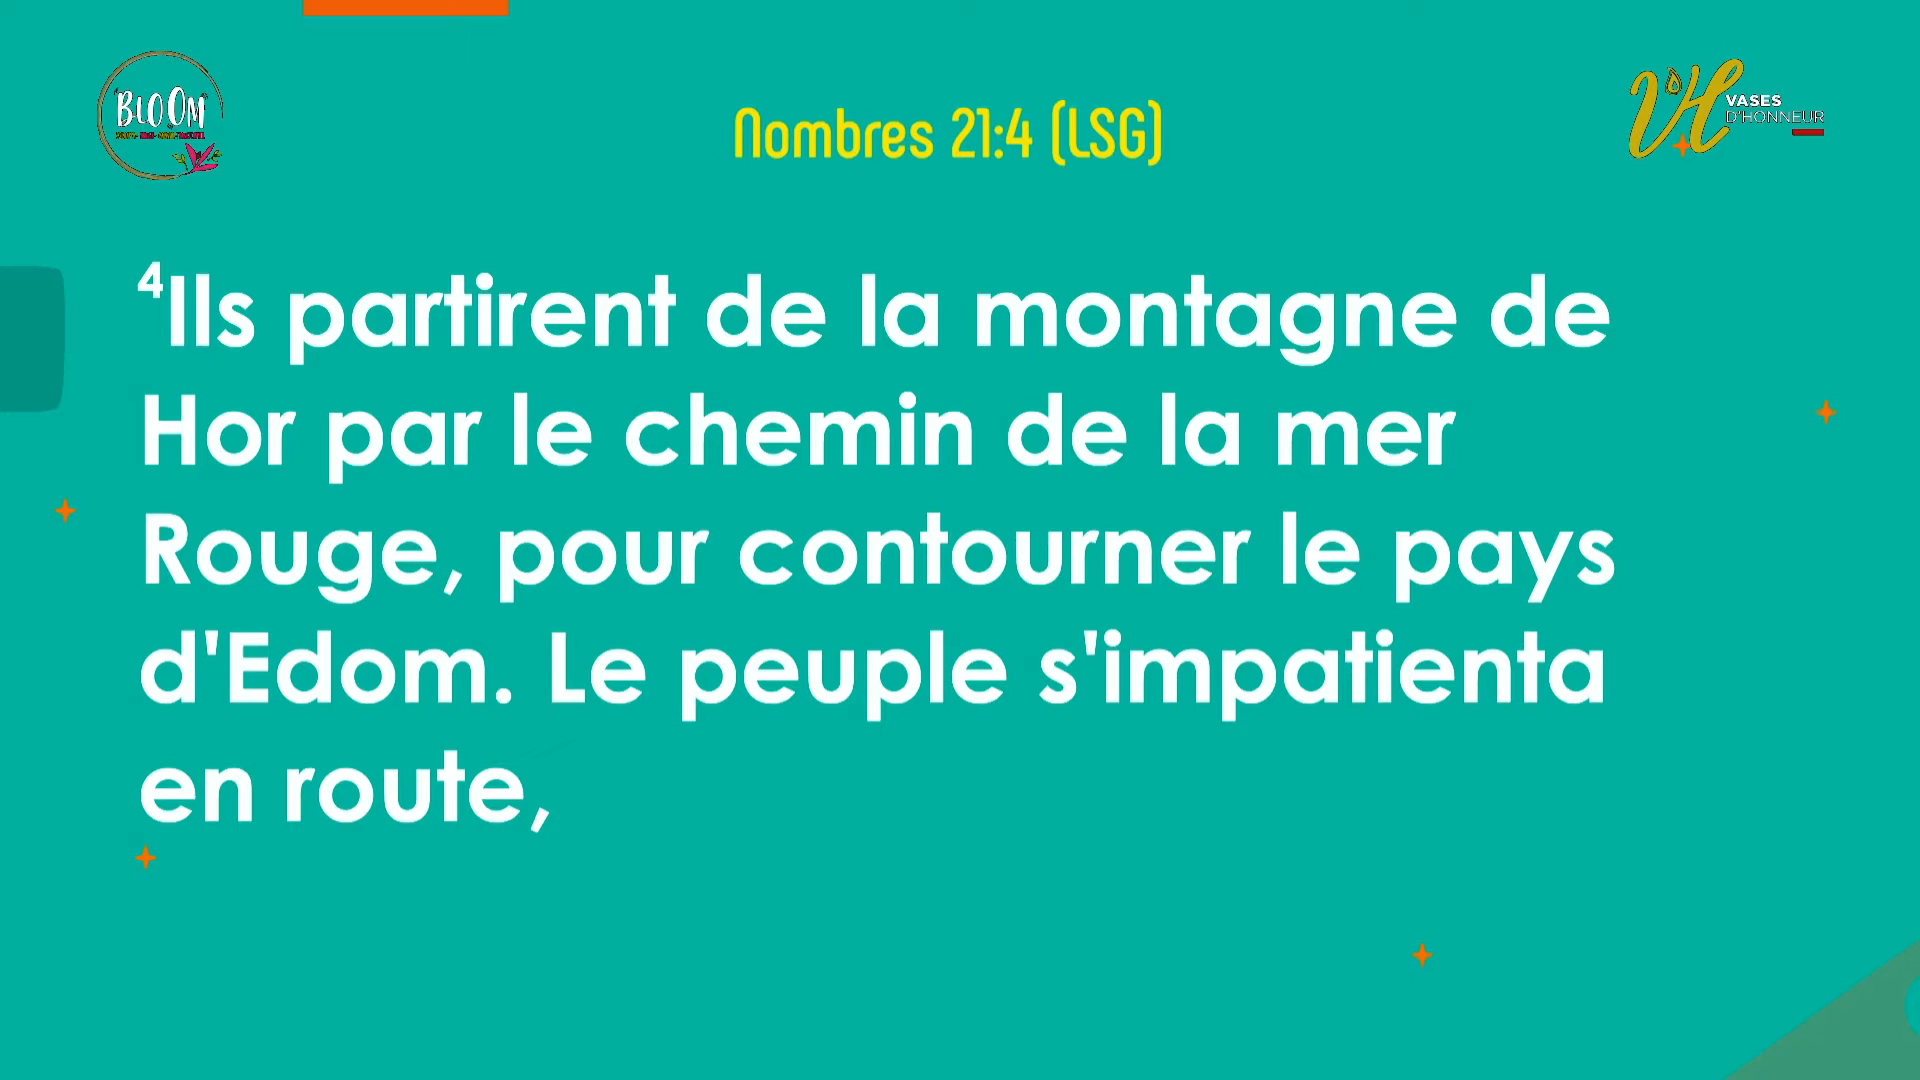 BLOOM
VASES
D'HONNEUR
Nombres 21:4 (LSG)
4Ils partirent de la montagne de
Hor par le chemin de la mer
Rouge, pour contourner le pays
d'Edom. Le peuple s'impatienta
en route,